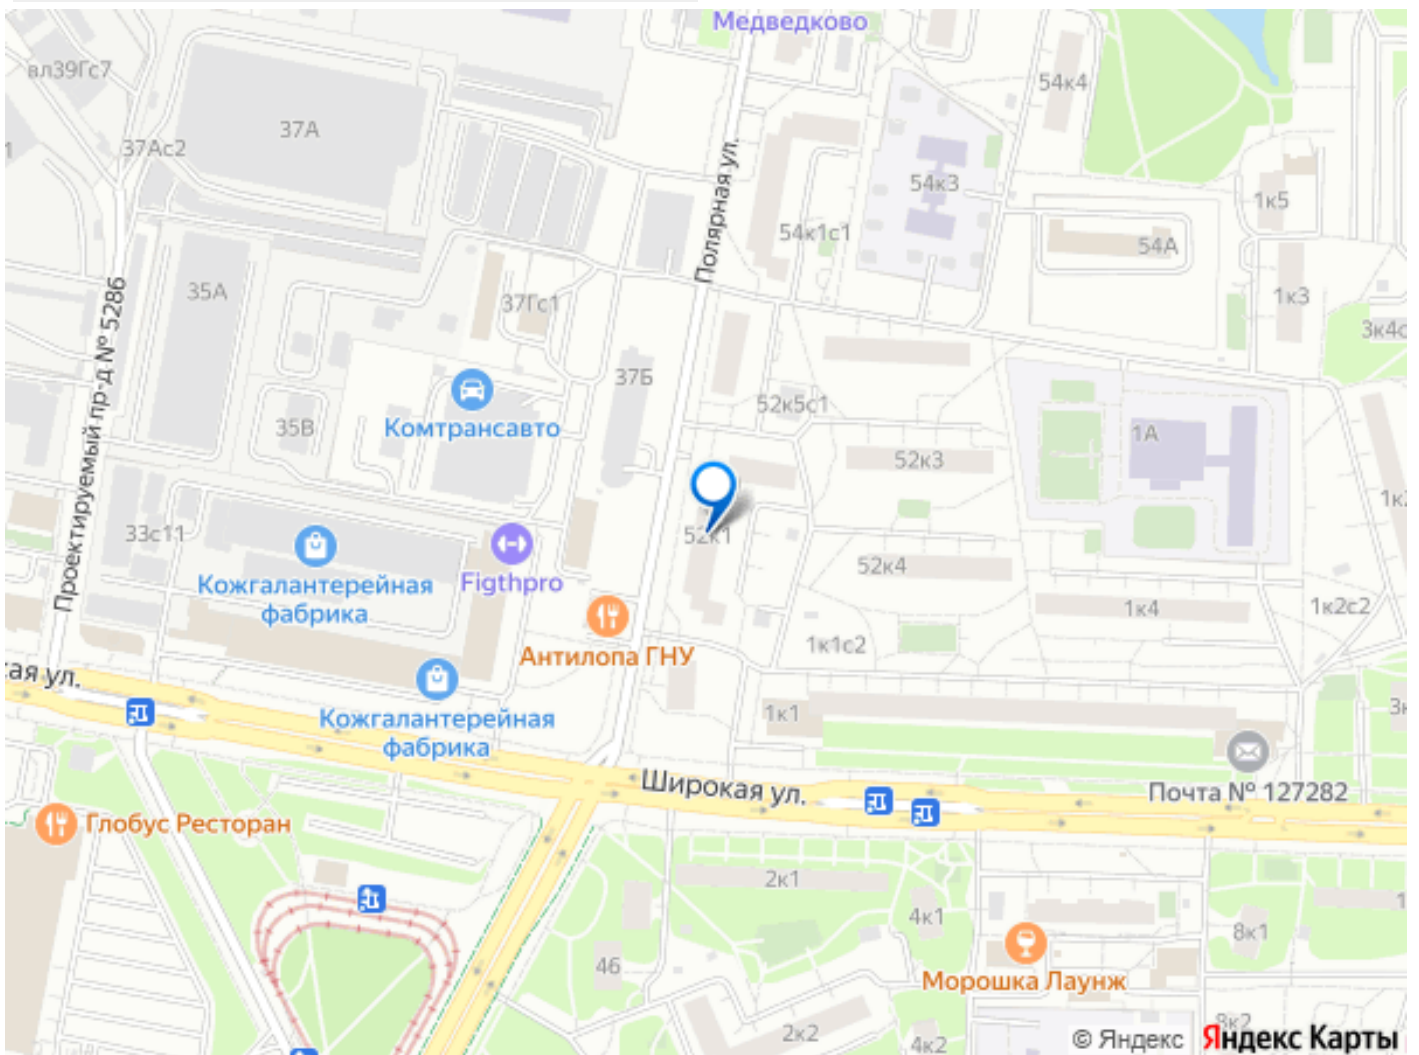 Медведково
вл39Гс7
54к4
37А
37Ас2
Полярная ул.
54к3
1к5
54к1с1
54А
35А
37Гс1
1к3
3к4с
Проектируемый пр-д № 5286
37Б
52к5с1
Комтрансавто
35В
1А
52к3
1к2
33с11
52к1
Кожгалантерейная
фабрика
Figthpro
52к4
1к4
1к2с2
Антилопа ГНУ
1к1с2
кая ул.
Кожгалантерейная
фабрика
1к1
Широкая ул.
Почта № 127282
Глобус Ресторан
2к1
4к1
8к1
46
Морошка Лаунж
2к2
4к2
8к2
© Яндекс Яндекс Карты